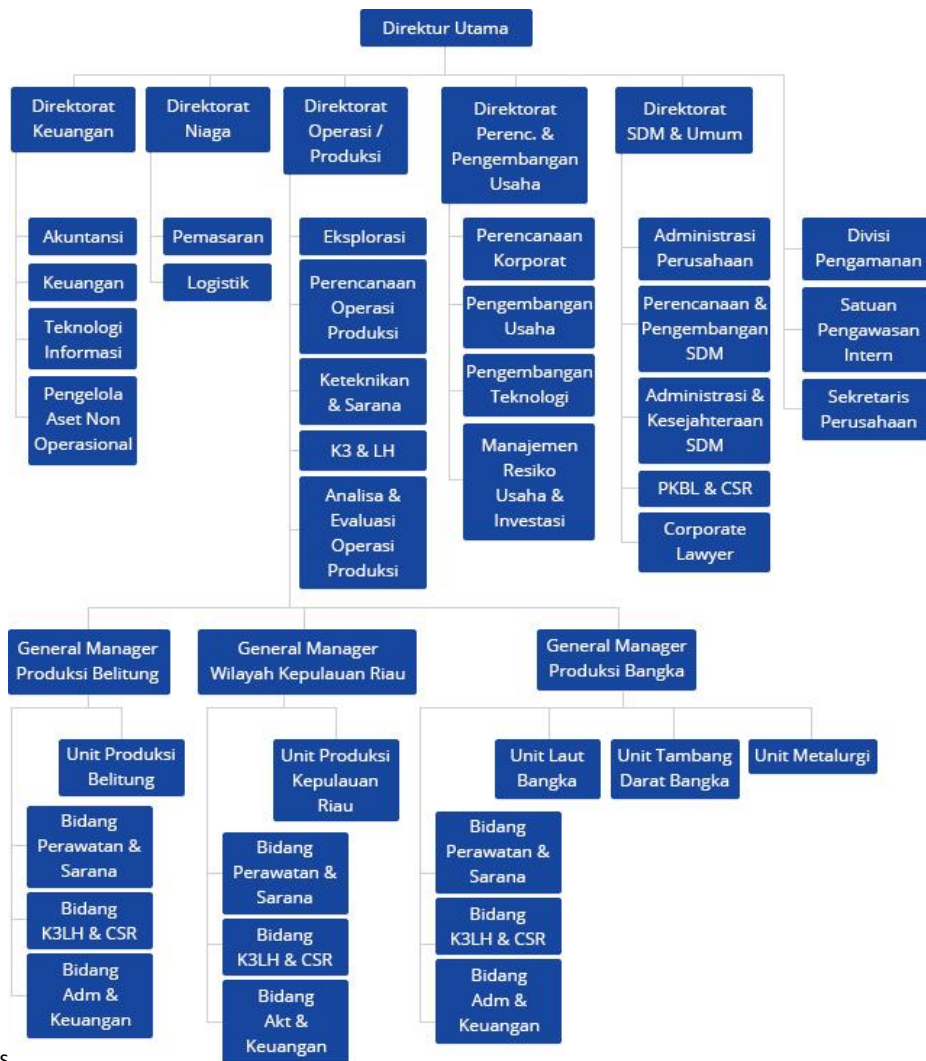 Direktur Utama
Direktorat
Keuangan
Direktorat
Niaga
Direktorat
Operasi /
Produksi
Direktorat
Perenc. &
Pengembangan
Usaha
Direktorat
SDM & Umum
Akuntansi
Keuangan
Teknologi
Informasi
Pengelola
Aset Non
Operasional
Pemasaran
Logistik
Eksplorasi
Perencanaan
Operasi
Produksi
Keteknikan
& Sarana
K3 & LH
Analisa &
Evaluasi
Operasi
Produksi
Perencanaan
Korporat
Pengembangan
Usaha
Pengembangan
Teknologi
Manajemen
Resiko
Usaha &
Investasi
Administrasi
Perusahaan
Perencanaan &
Pengembangan
SDM
Administrasi &
Kesejahteraan
SDM
PKBL & CSR
Corporate
Lawyer
Divisi
Pengamanan
Satuan
Pengawasan
Intern
Sekretaris
Perusahaan
General Manager
Produksi Belitung
General Manager
Wilayah Kepulauan Riau
General Manager
Produksi Bangka
Unit Produksi
Belitung
Bidang
Perawatan &
Sarana
Bidang
K3LH & CSR
Bidang
Adm &
Keuangan
Unit Produksi
Kepulauan
Riau
Bidang
Perawatan &
Sarana
Bidang
K3LH & CSR
Bidang
Akt &
Keuangan
Unit Laut
Bangka
Unit Tambang
Darat Bangka
Unit Metalurgi
Bidang
Perawatan &
Sarana
Bidang
K3LH & CSR
Bidang
Adm &
Keuangan
s